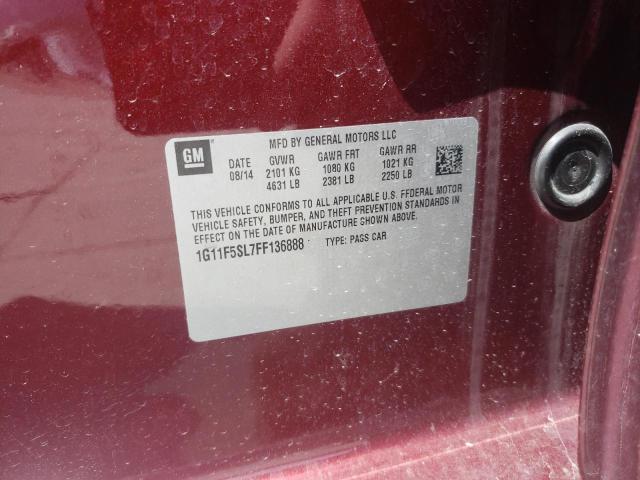 GM
MFD BY GENERAL MOTORS LLC
DATE GVWR GAWR FRT GAWR RR
08/14 2101 KG 1080 KG 1021 KG
4631 LB 2381 LB 2250 LB
THIS VEHICLE CONFORMS TO ALL APPLICABLE U.S. FEDERAL MOTOR
VEHICLE SAFETY, BUMPER, AND THEFT PREVENTION STANDARDS IN
EFFECT ON THE DATE OF MANUFACTURE SHOWN ABOVE.
1G11F5SL7FF136888 TYPE: PASS CAR